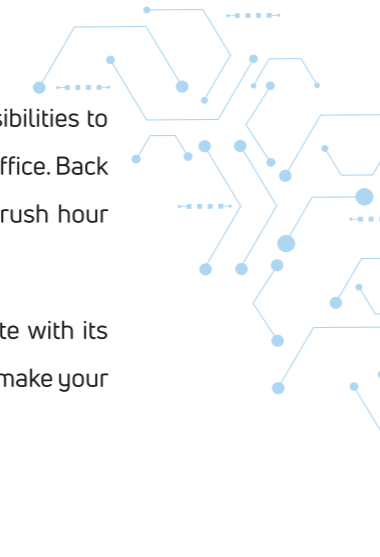 sibilities to
ffice. Back
rush hour
te with its
make your